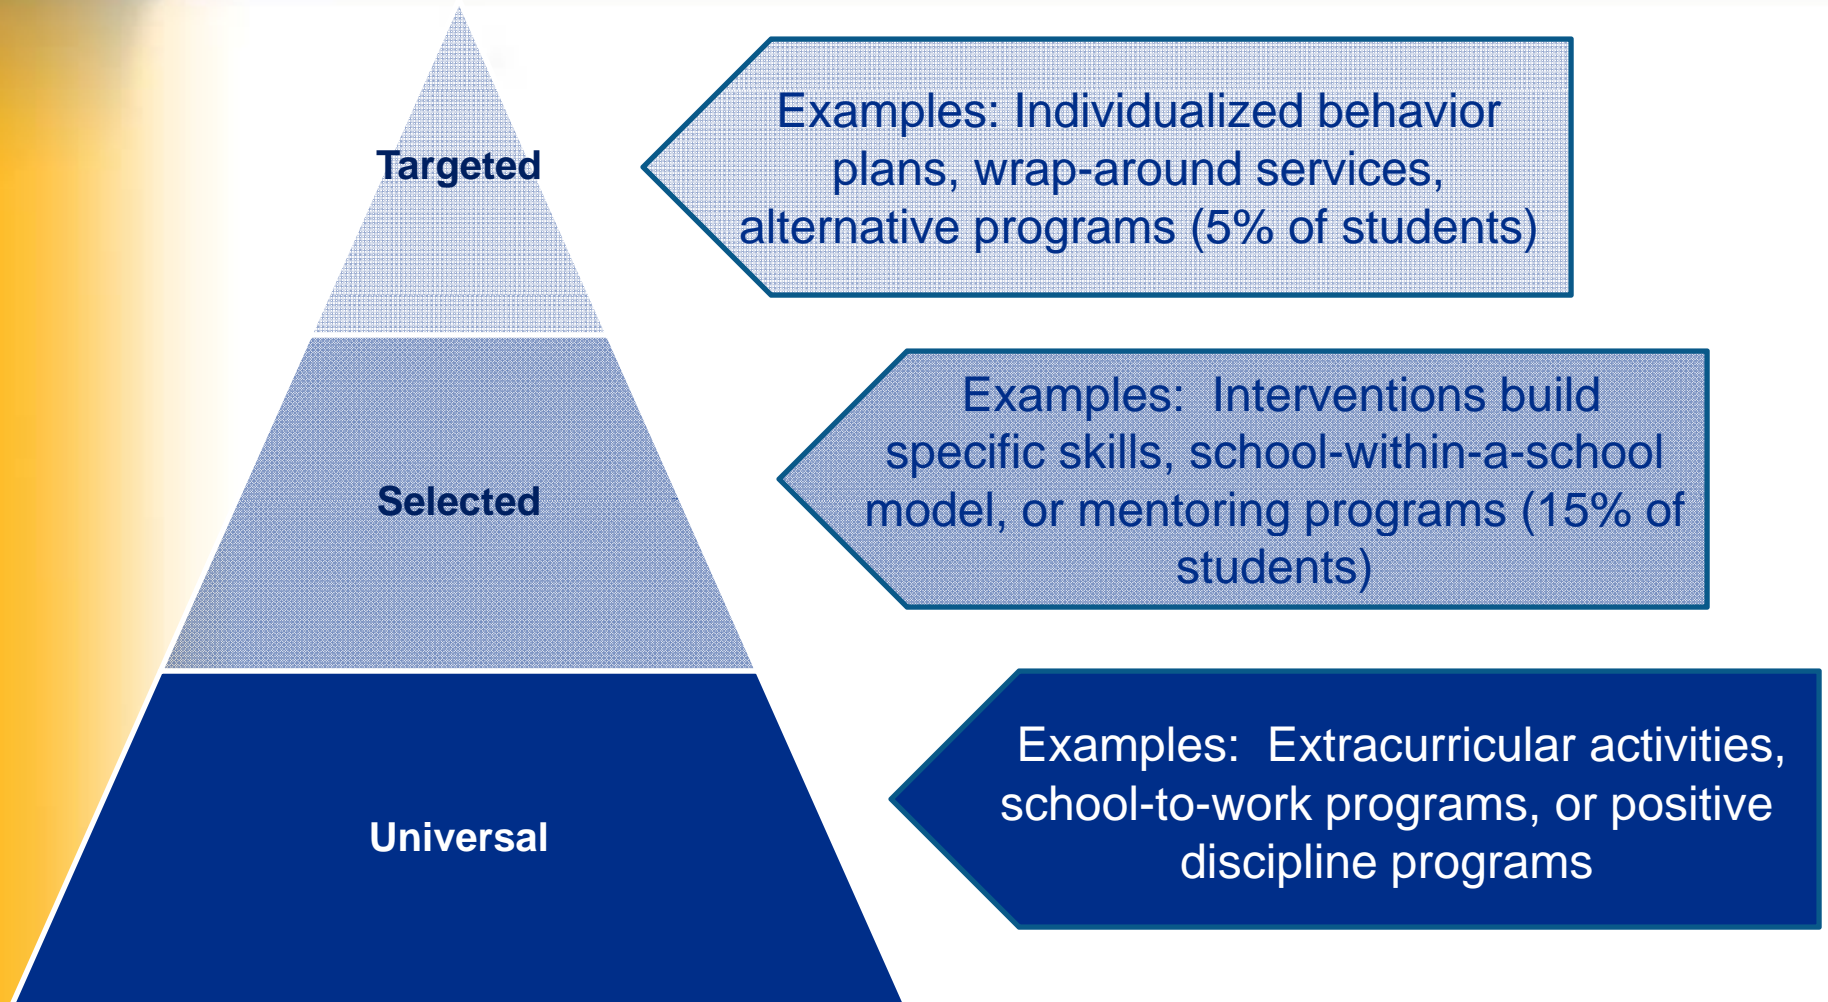 Targeted
Examples: Individualized behavior
plans, wrap-around services,
alternative programs (5% of students)
Selected
Examples:  Interventions build
specific skills, school-within-a-school
model, or mentoring programs (15% of
students)
Universal
Examples:  Extracurricular activities,
school-to-work programs, or positive
discipline programs